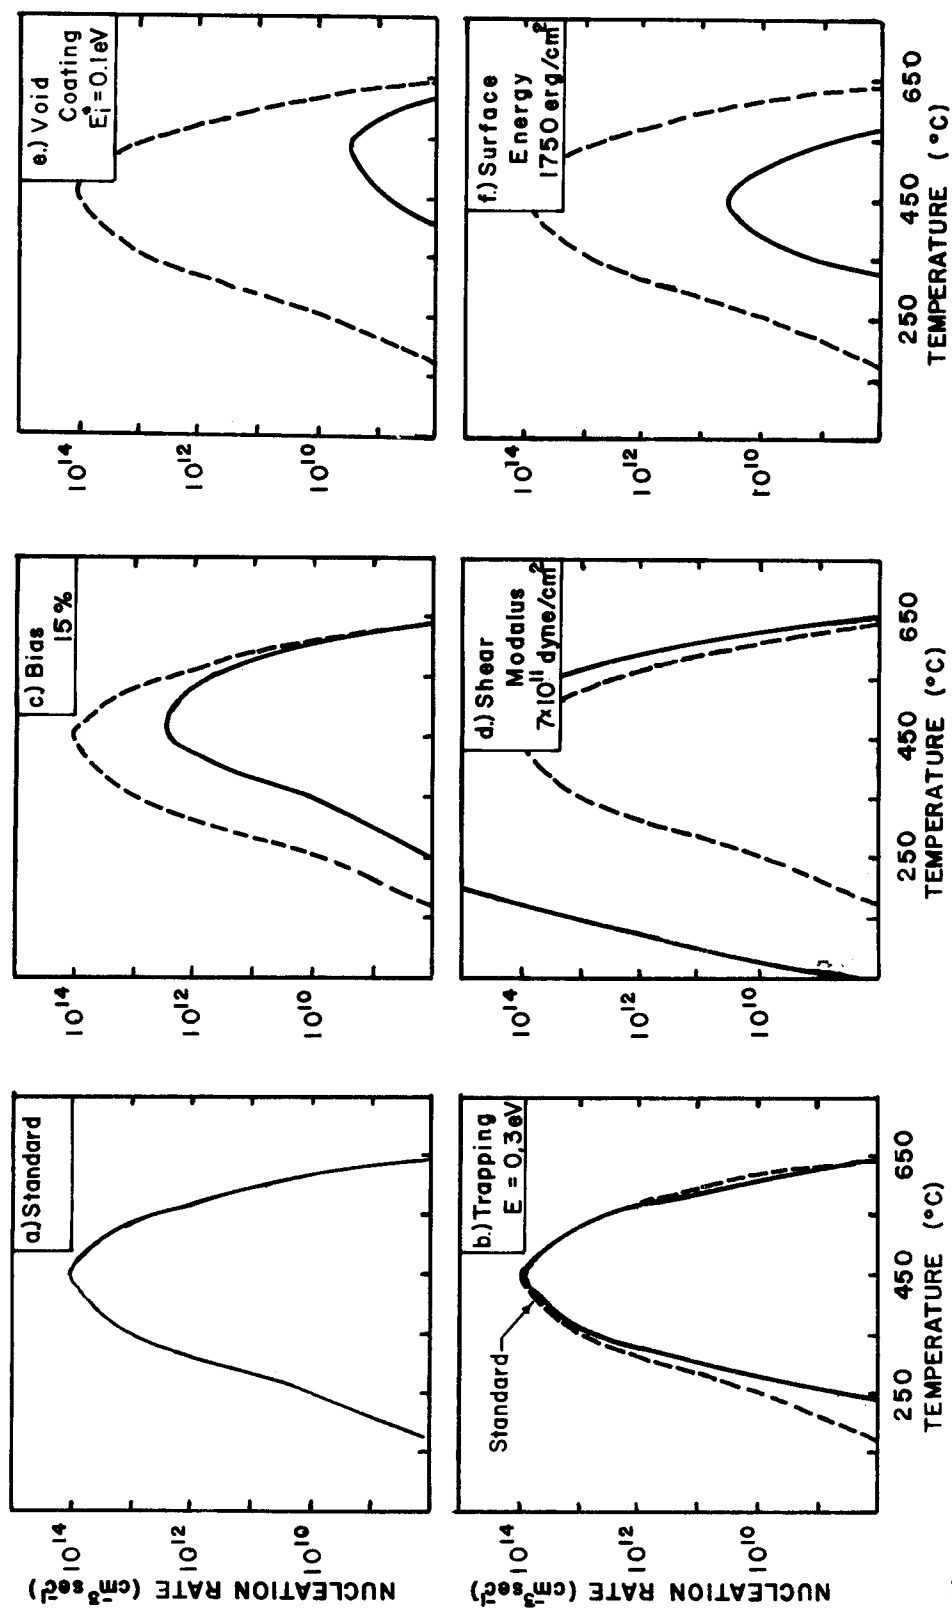 a.) Standard
10¹⁴
10¹²
10¹⁰
NUCLEATION RATE (cm⁻³sec⁻¹)
c.) Bias
15%
10¹⁴
10¹²
10¹⁰
e.) Void
Coating
E*i = 0.1eV
10¹⁴
10¹²
10¹⁰
b.) Trapping
E = 0.3eV
Standard
10¹⁴
10¹²
10¹⁰
NUCLEATION RATE (cm⁻³sec⁻¹)
250 450 650
TEMPERATURE (°C)
d.) Shear
Modalus
7x10¹¹ dyne/cm²
10¹⁴
10¹²
10¹⁰
250 450 650
TEMPERATURE (°C)
f.) Surface
Energy
1750 erg/cm²
10¹⁴
10¹²
10¹⁰
250 450 650
TEMPERATURE (°C)